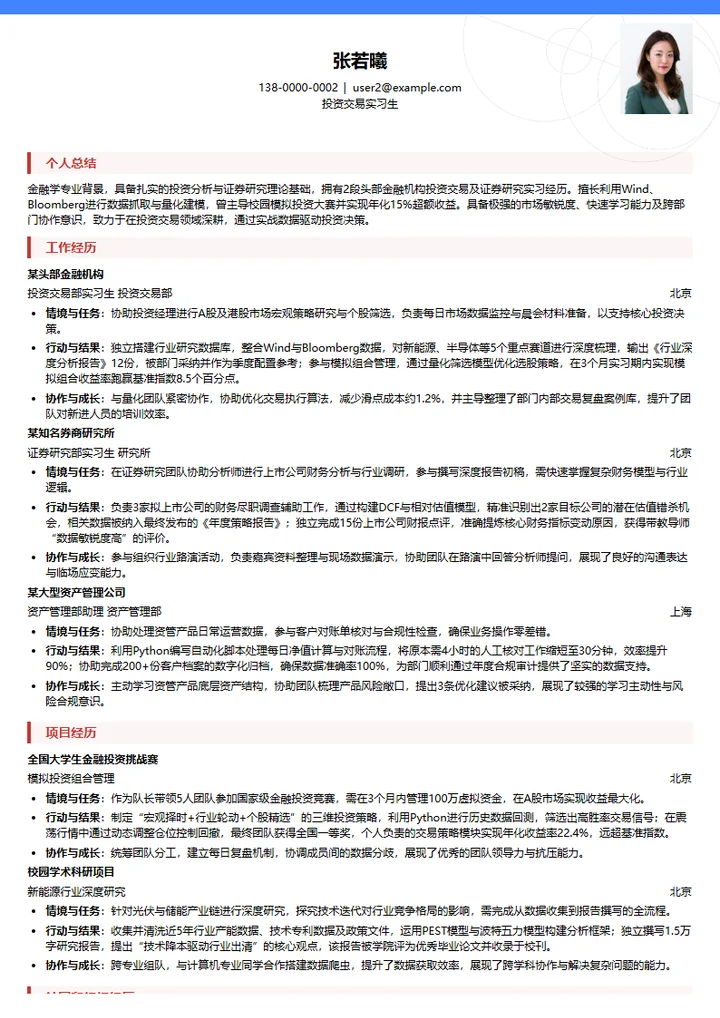 张若曦
138-0000-0002 | user2@example.com
投资交易实习生
个人总结
金融学专业背景，具备扎实的投资分析与证券研究理论基础，拥有2段头部金融机构投资交易及证券研究实习经历。擅长利用Wind、
Bloomberg进行数据抓取与量化建模，曾主导校园模拟投资大赛并实现年化15%超额收益。具备极强的市场敏锐度、快速学习能力及跨部
门协作意识，致力于在投资交易领域深耕，通过实战数据驱动投资决策。
工作经历
某头部金融机构
投资交易部实习生 投资交易部 北京
• 情境与任务：协助投资经理进行A股及港股市场宏观策略研究与个股筛选，负责每日市场数据监控与晨会材料准备，以支持核心投资决
策。
• 行动与结果：独立搭建行业研究数据库，整合Wind与Bloomberg数据，对新能源、半导体等5个重点赛道进行深度梳理，输出《行业深
度分析报告》12份，被部门采纳并作为季度配置参考；参与模拟组合管理，通过量化筛选模型优化选股策略，在3个月实习期内实现模
拟组合收益率跑赢基准指数8.5个百分点。
• 协作与成长：与量化团队紧密协作，协助优化交易执行算法，减少滑点成本约1.2%，并主导整理了部门内部交易复盘案例库，提升了团
队对新进人员的培训效率。
某知名券商研究所
证券研究部实习生 研究所 北京
• 情境与任务：在证券研究团队协助分析师进行上市公司财务分析与行业调研，参与撰写深度报告初稿，需快速掌握复杂财务模型与行业
逻辑。
• 行动与结果：负责3家拟上市公司的财务尽职调查辅助工作，通过构建DCF与相对估值模型，精准识别出2家目标公司的潜在估值错杀机
会，相关数据被纳入最终发布的《年度策略报告》；独立完成15份上市公司财报点评，准确提炼核心财务指标变动原因，获得带教导师
“数据敏锐度高”的评价。
• 协作与成长：参与组织行业路演活动，负责嘉宾资料整理与现场数据演示，协助团队在路演中回答分析师提问，展现了良好的沟通表达
与临场应变能力。
某大型资产管理公司
资产管理部助理 资产管理部 上海
• 情境与任务：协助处理资管产品日常运营数据，参与客户对账单核对与合规性检查，确保业务操作零差错。
• 行动与结果：利用Python编写自动化脚本处理每日净值计算与对账流程，将原本需4小时的人工核对工作缩短至30分钟，效率提升
90%；协助完成200+份客户档案的数字化归档，确保数据准确率100%，为部门顺利通过年度合规审计提供了坚实的数据支持。
• 协作与成长：主动学习资管产品底层资产结构，协助团队梳理产品风险敞口，提出3条优化建议被采纳，展现了较强的学习主动性与风
险合规意识。
项目经历
全国大学生金融投资挑战赛
模拟投资组合管理 北京
• 情境与任务：作为队长带领5人团队参加国家级金融投资竞赛，需在3个月内管理100万虚拟资金，在A股市场实现收益最大化。
• 行动与结果：制定“宏观择时+行业轮动+个股精选”的三维投资策略，利用Python进行历史数据回测，筛选出高胜率交易信号；在震
荡行情中通过动态调整仓位控制回撤，最终团队获得全国一等奖，个人负责的交易策略模块实现年化收益率22.4%，远超基准指数。
• 协作与成长：统筹团队分工，建立每日复盘机制，协调成员间的数据分歧，展现了优秀的团队领导力与抗压能力。
校园学术科研项目
新能源行业深度研究 北京
• 情境与任务：针对光伏与储能产业链进行深度研究，探究技术迭代对行业竞争格局的影响，需完成从数据收集到报告撰写的全流程。
• 行动与结果：收集并清洗近5年行业产能数据、技术专利数据及政策文件，运用PEST模型与波特五力模型构建分析框架；独立撰写1.5万
字研究报告，提出“技术降本驱动行业出清”的核心观点，该报告被学院评为优秀毕业论文并收录于校刊。
• 协作与成长：跨专业组队，与计算机专业同学合作搭建数据爬虫，提升了数据获取效率，展现了跨学科协作与解决复杂问题的能力。